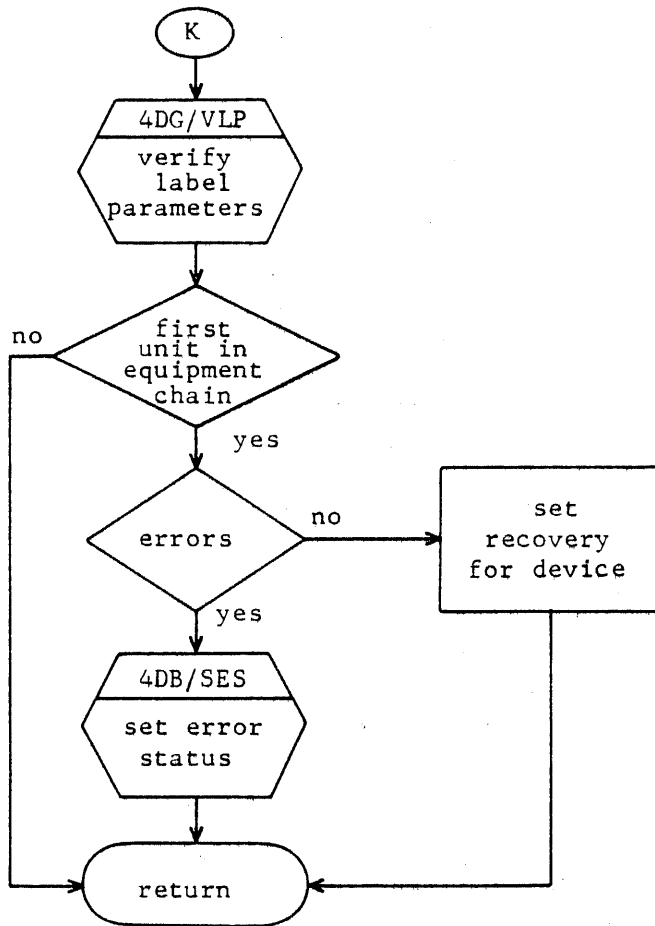 K
4DG/VLP
verify
label
parameters
no
first
unit in
equipment
chain
yes
errors
no
set
recovery
for device
yes
4DB/SES
set error
status
return